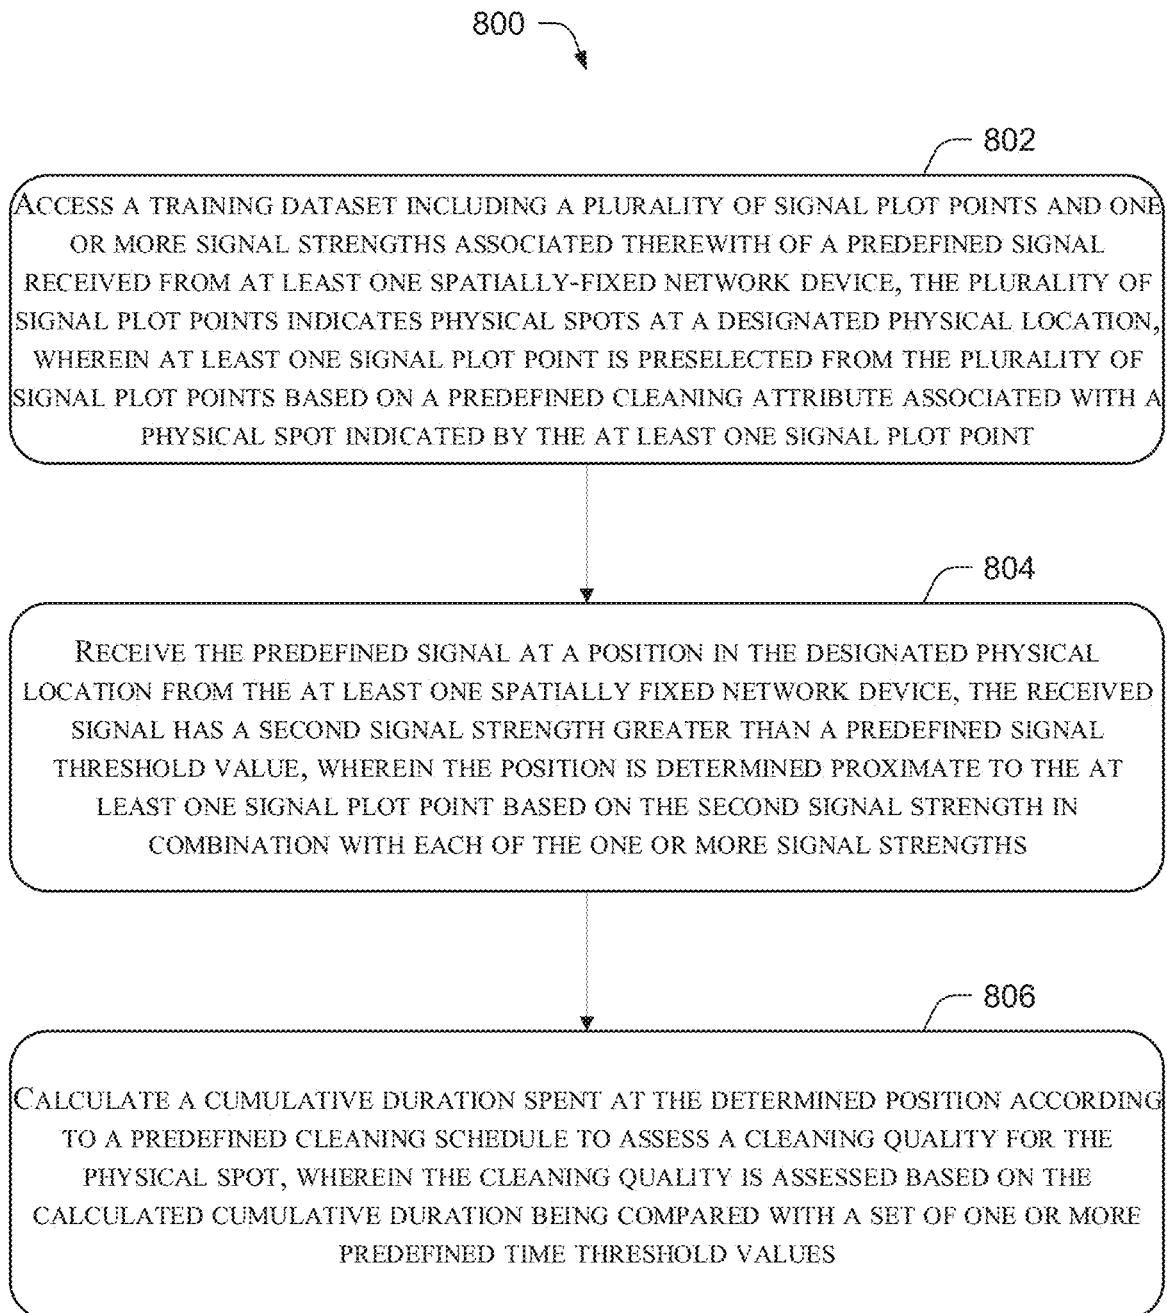 800
802
ACCESS A TRAINING DATASET INCLUDING A PLURALITY OF SIGNAL PLOT POINTS AND ONE
OR MORE SIGNAL STRENGTHS ASSOCIATED THEREWITH OF A PREDEFINED SIGNAL
RECEIVED FROM AT LEAST ONE SPATIALLY-FIXED NETWORK DEVICE, THE PLURALITY OF
SIGNAL PLOT POINTS INDICATES PHYSICAL SPOTS AT A DESIGNATED PHYSICAL LOCATION,
WHEREIN AT LEAST ONE SIGNAL PLOT POINT IS PRESELECTED FROM THE PLURALITY OF
SIGNAL PLOT POINTS BASED ON A PREDEFINED CLEANING ATTRIBUTE ASSOCIATED WITH A
PHYSICAL SPOT INDICATED BY THE AT LEAST ONE SIGNAL PLOT POINT
804
RECEIVE THE PREDEFINED SIGNAL AT A POSITION IN THE DESIGNATED PHYSICAL
LOCATION FROM THE AT LEAST ONE SPATIALLY FIXED NETWORK DEVICE, THE RECEIVED
SIGNAL HAS A SECOND SIGNAL STRENGTH GREATER THAN A PREDEFINED SIGNAL
THRESHOLD VALUE, WHEREIN THE POSITION IS DETERMINED PROXIMATE TO THE AT
LEAST ONE SIGNAL PLOT POINT BASED ON THE SECOND SIGNAL STRENGTH IN
COMBINATION WITH EACH OF THE ONE OR MORE SIGNAL STRENGTHS
806
CALCULATE A CUMULATIVE DURATION SPENT AT THE DETERMINED POSITION ACCORDING
TO A PREDEFINED CLEANING SCHEDULE TO ASSESS A CLEANING QUALITY FOR THE
PHYSICAL SPOT, WHEREIN THE CLEANING QUALITY IS ASSESSED BASED ON THE
CALCULATED CUMULATIVE DURATION BEING COMPARED WITH A SET OF ONE OR MORE
PREDEFINED TIME THRESHOLD VALUES